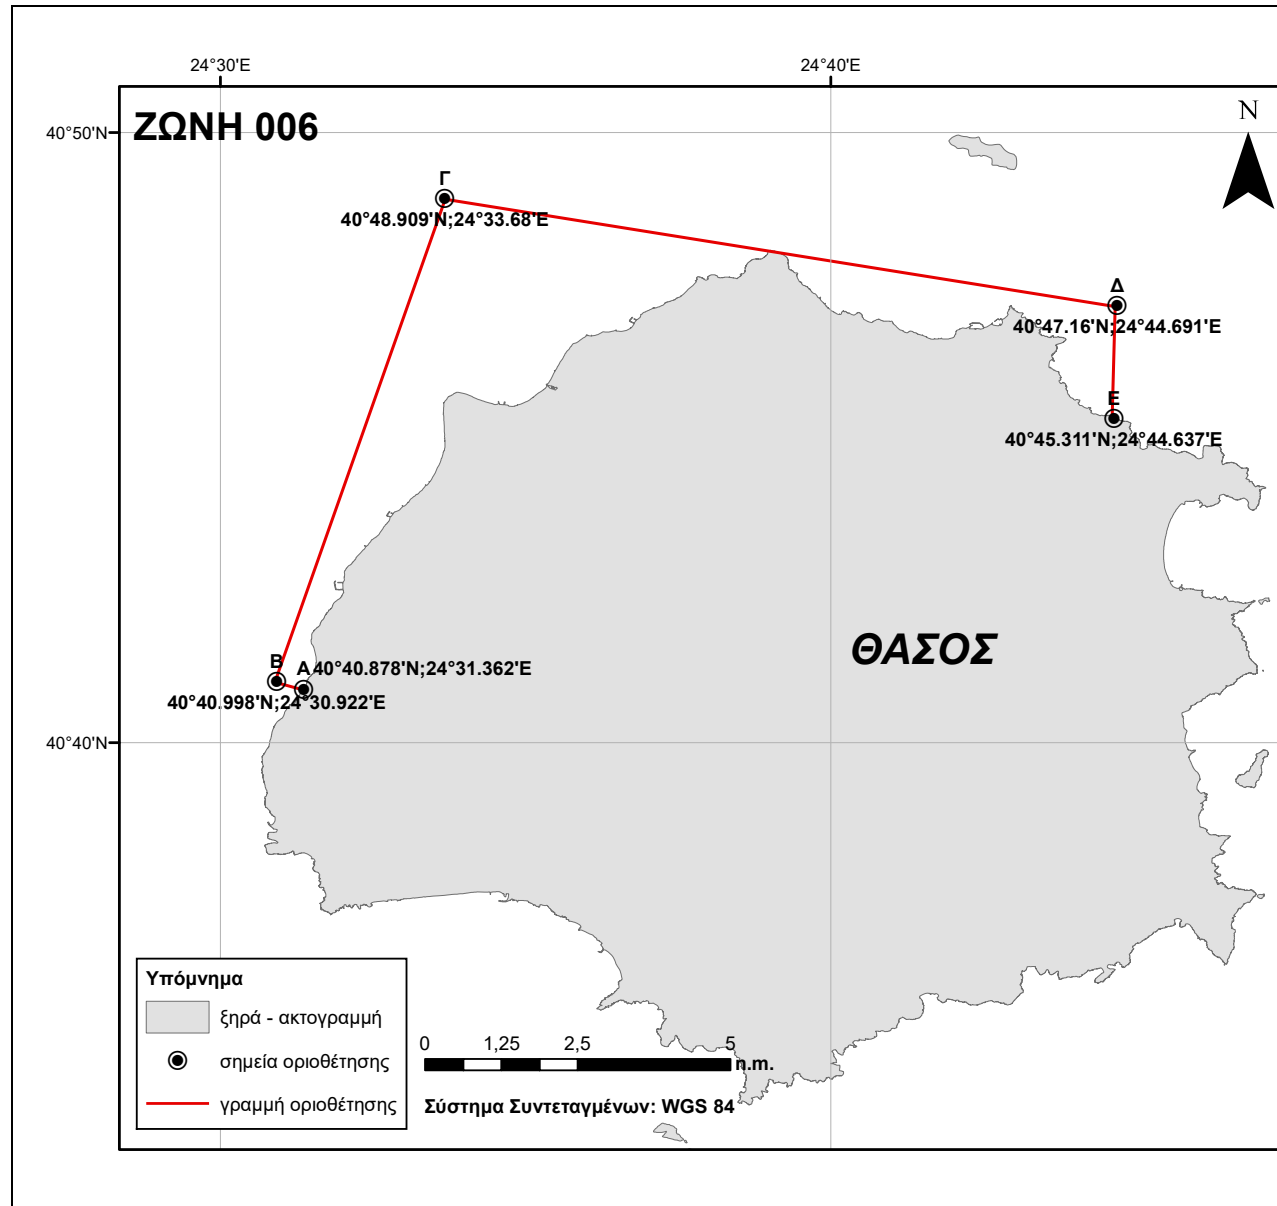 24°30'E
24°40'E
40°50'N
ΖΩΝΗ 006
N
Γ
40°48.909'N;24°33.68'E
Δ
40°47.16'N;24°44.691'E
Ε
40°45.311'N;24°44.637'E
ΘΑΣΟΣ
Β
Α
40°40.878'N;24°31.362'E
40°40.998'N;24°30.922'E
40°40'N
Υπόμνημα
ξηρά - ακτογραμμή
σημεία οριοθέτησης
γραμμή οριοθέτησης
0 1,25 2,5 5
n.m.
Σύστημα Συντεταγμένων: WGS 84